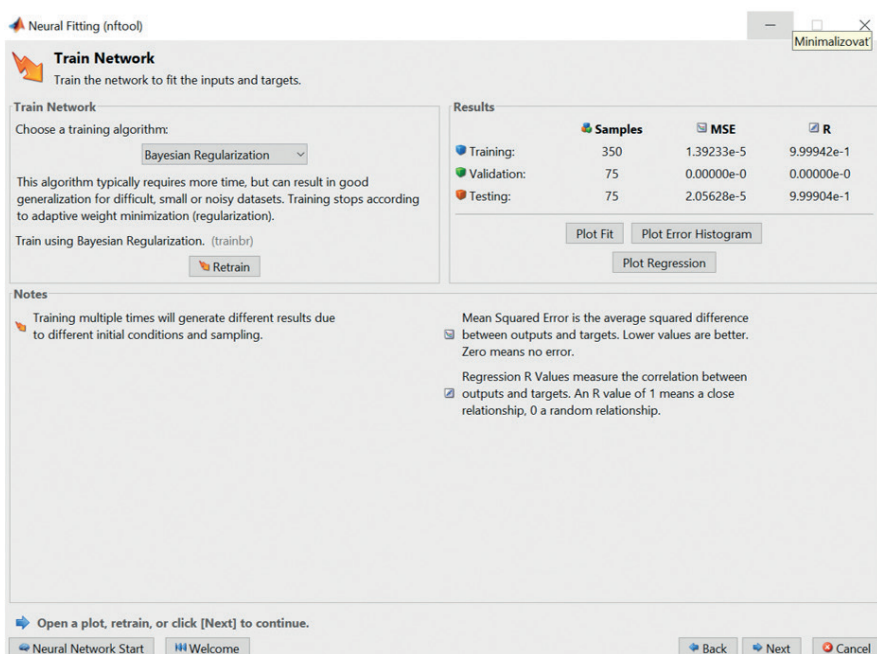 Neural Fitting (nftool)
Minimalizovať
Train Network
Train the network to fit the inputs and targets.
Train Network
Choose a training algorithm:
Bayesian Regularization
This algorithm typically requires more time, but can result in good
generalization for difficult, small or noisy datasets. Training stops according
to adaptive weight minimization (regularization).
Train using Bayesian Regularization. (trainbr)
Retrain
Results
Samples MSE R
Training: 350 1.39233e-5 9.99942e-1
Validation: 75 0.00000e-0 0.00000e-0
Testing: 75 2.05628e-5 9.99904e-1
Plot Fit Plot Error Histogram
Plot Regression
Notes
Training multiple times will generate different results due
to different initial conditions and sampling.
Mean Squared Error is the average squared difference
between outputs and targets. Lower values are better.
Zero means no error.
Regression R Values measure the correlation between
outputs and targets. An R value of 1 means a close
relationship, 0 a random relationship.
Open a plot, retrain, or click [Next] to continue.
Neural Network Start Welcome Back Next Cancel